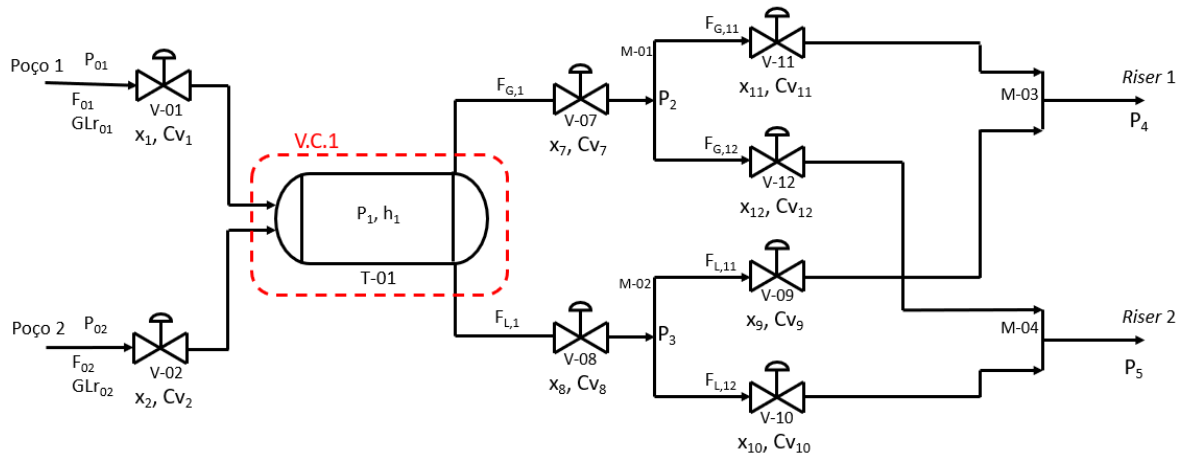 Poço 1
P01
F01
GLr01
V-01
x1, Cv1
Poço 2
P02
F02
GLr02
V-02
x2, Cv2
V.C.1
P1, h1
T-01
FG,1
V-07
x7, Cv7
FL,1
V-08
x8, Cv8
M-01
P2
FG,11
V-11
x11, Cv11
FG,12
V-12
x12, Cv12
M-02
P3
FL,11
V-09
x9, Cv9
FL,12
V-10
x10, Cv10
M-03
Riser 1
P4
M-04
Riser 2
P5